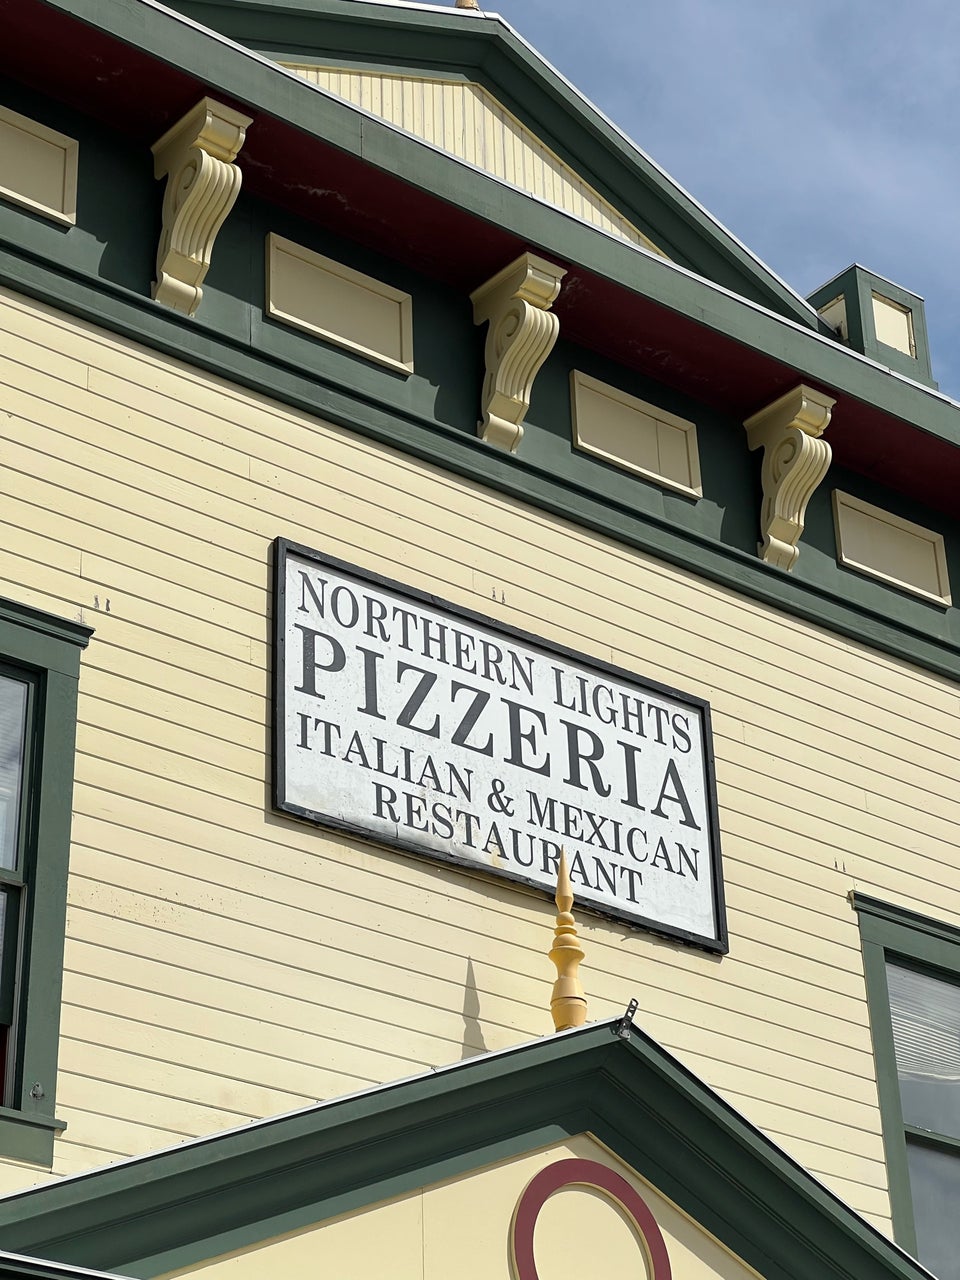 NORTHERN LIGHTS
PIZZERIA
ITALIAN & MEXICAN
RESTAURANT